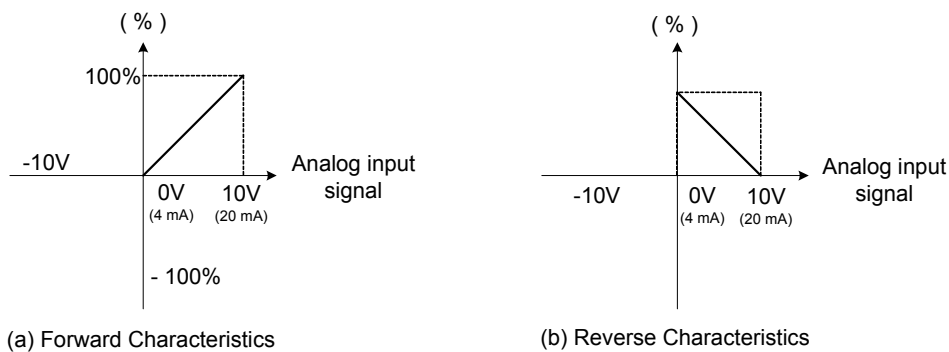 ( % )
100%
-10V
0V
(4 mA)
10V
(20 mA)
Analog input
signal
- 100%
(a) Forward Characteristics
( % )
-10V
0V
(4 mA)
10V
(20 mA)
Analog input
signal
(b) Reverse Characteristics